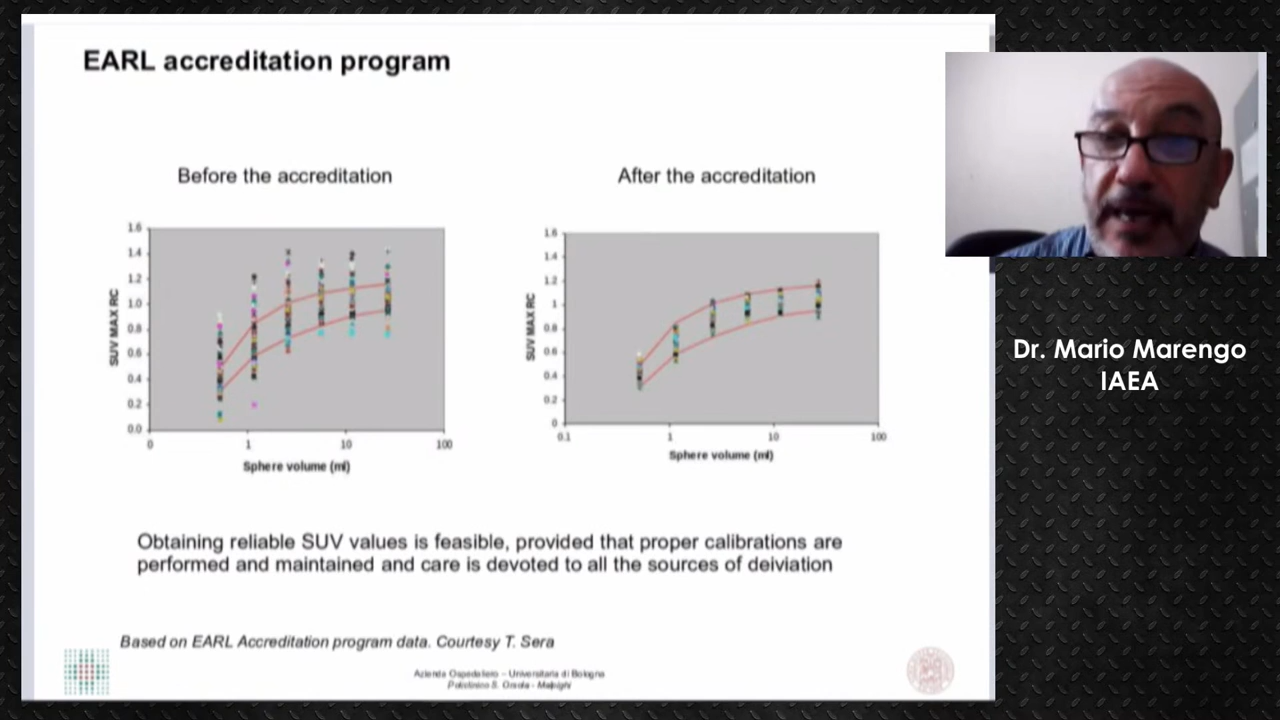 EARL accreditation program
Before the accreditation
After the accreditation
1.6
1.4
1.2
1.0
0.8
0.6
0.4
0.2
0.0
SUV MAX RC
0
1
10
100
Sphere volume (ml)
1.6
1.4
1.2
1
0.8
0.6
0.4
0.2
0
SUV MAX RC
0.1
1
10
100
Sphere volume (ml)
Obtaining reliable SUV values is feasible, provided that proper calibrations are
performed and maintained and care is devoted to all the sources of deiviation
Based on EARL Accreditation program data. Courtesy T. Sera
Azienda Ospedaliero – Universitaria di Bologna
Policlinico S. Orsola - Malpighi
Dr. Mario Marengo
IAEA